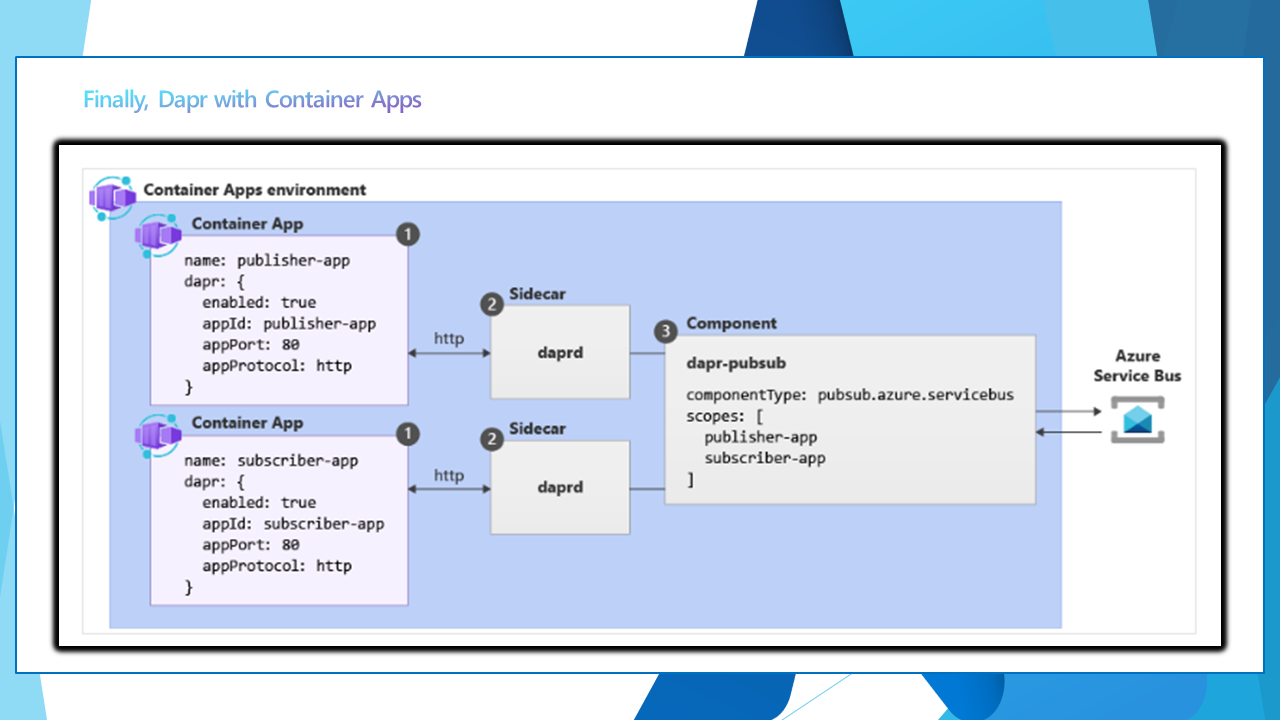 Finally, Dapr with Container Apps
Container Apps environment
Container App
1
name: publisher-app
dapr: {
enabled: true
appId: publisher-app
appPort: 80
appProtocol: http
}
http
2
Sidecar
daprd
Container App
1
name: subscriber-app
dapr: {
enabled: true
appId: subscriber-app
appPort: 80
appProtocol: http
}
http
2
Sidecar
daprd
3
Component
dapr-pubsub
componentType: pubsub.azure.servicebus
scopes: [
publisher-app
subscriber-app
]
Azure
Service Bus